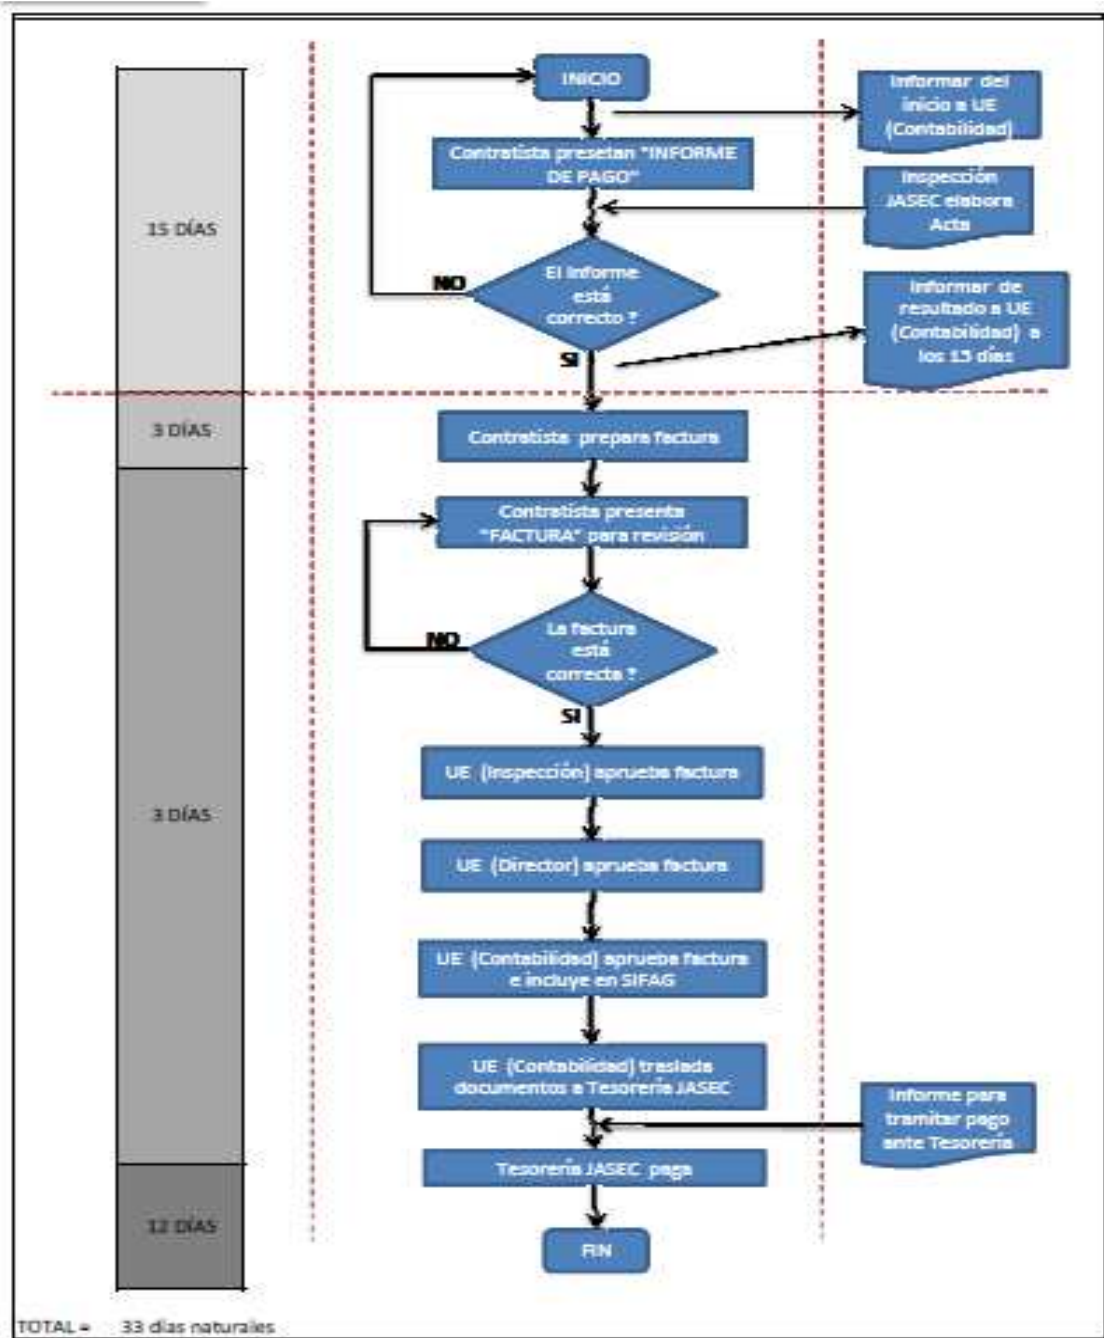 INICIO
Informar del
inicio a UE
(Contabilidad)
Contratista presetan "INFORME
DE PAGO"
Inspección
JASEC elabora
Acta
15 DÍAS
El Informe
está
correcto ?
NO
SI
Informar de
resultado a UE
(Contabilidad) a
los 15 días
3 DÍAS
Contratista prepara factura
Contratista presenta
"FACTURA" para revisión
La factura
está
correcta ?
NO
SI
UE (Inspección) aprueba factura
3 DÍAS
UE (Director) aprueba factura
UE (Contabilidad) aprueba factura
e incluye en SIFAG
UE (Contabilidad) traslada
documentos a Tesorería JASEC
Informe para
tramitar pago
ante Tesorería
Tesorería JASEC paga
12 DÍAS
FIN
TOTAL = 33 días naturales